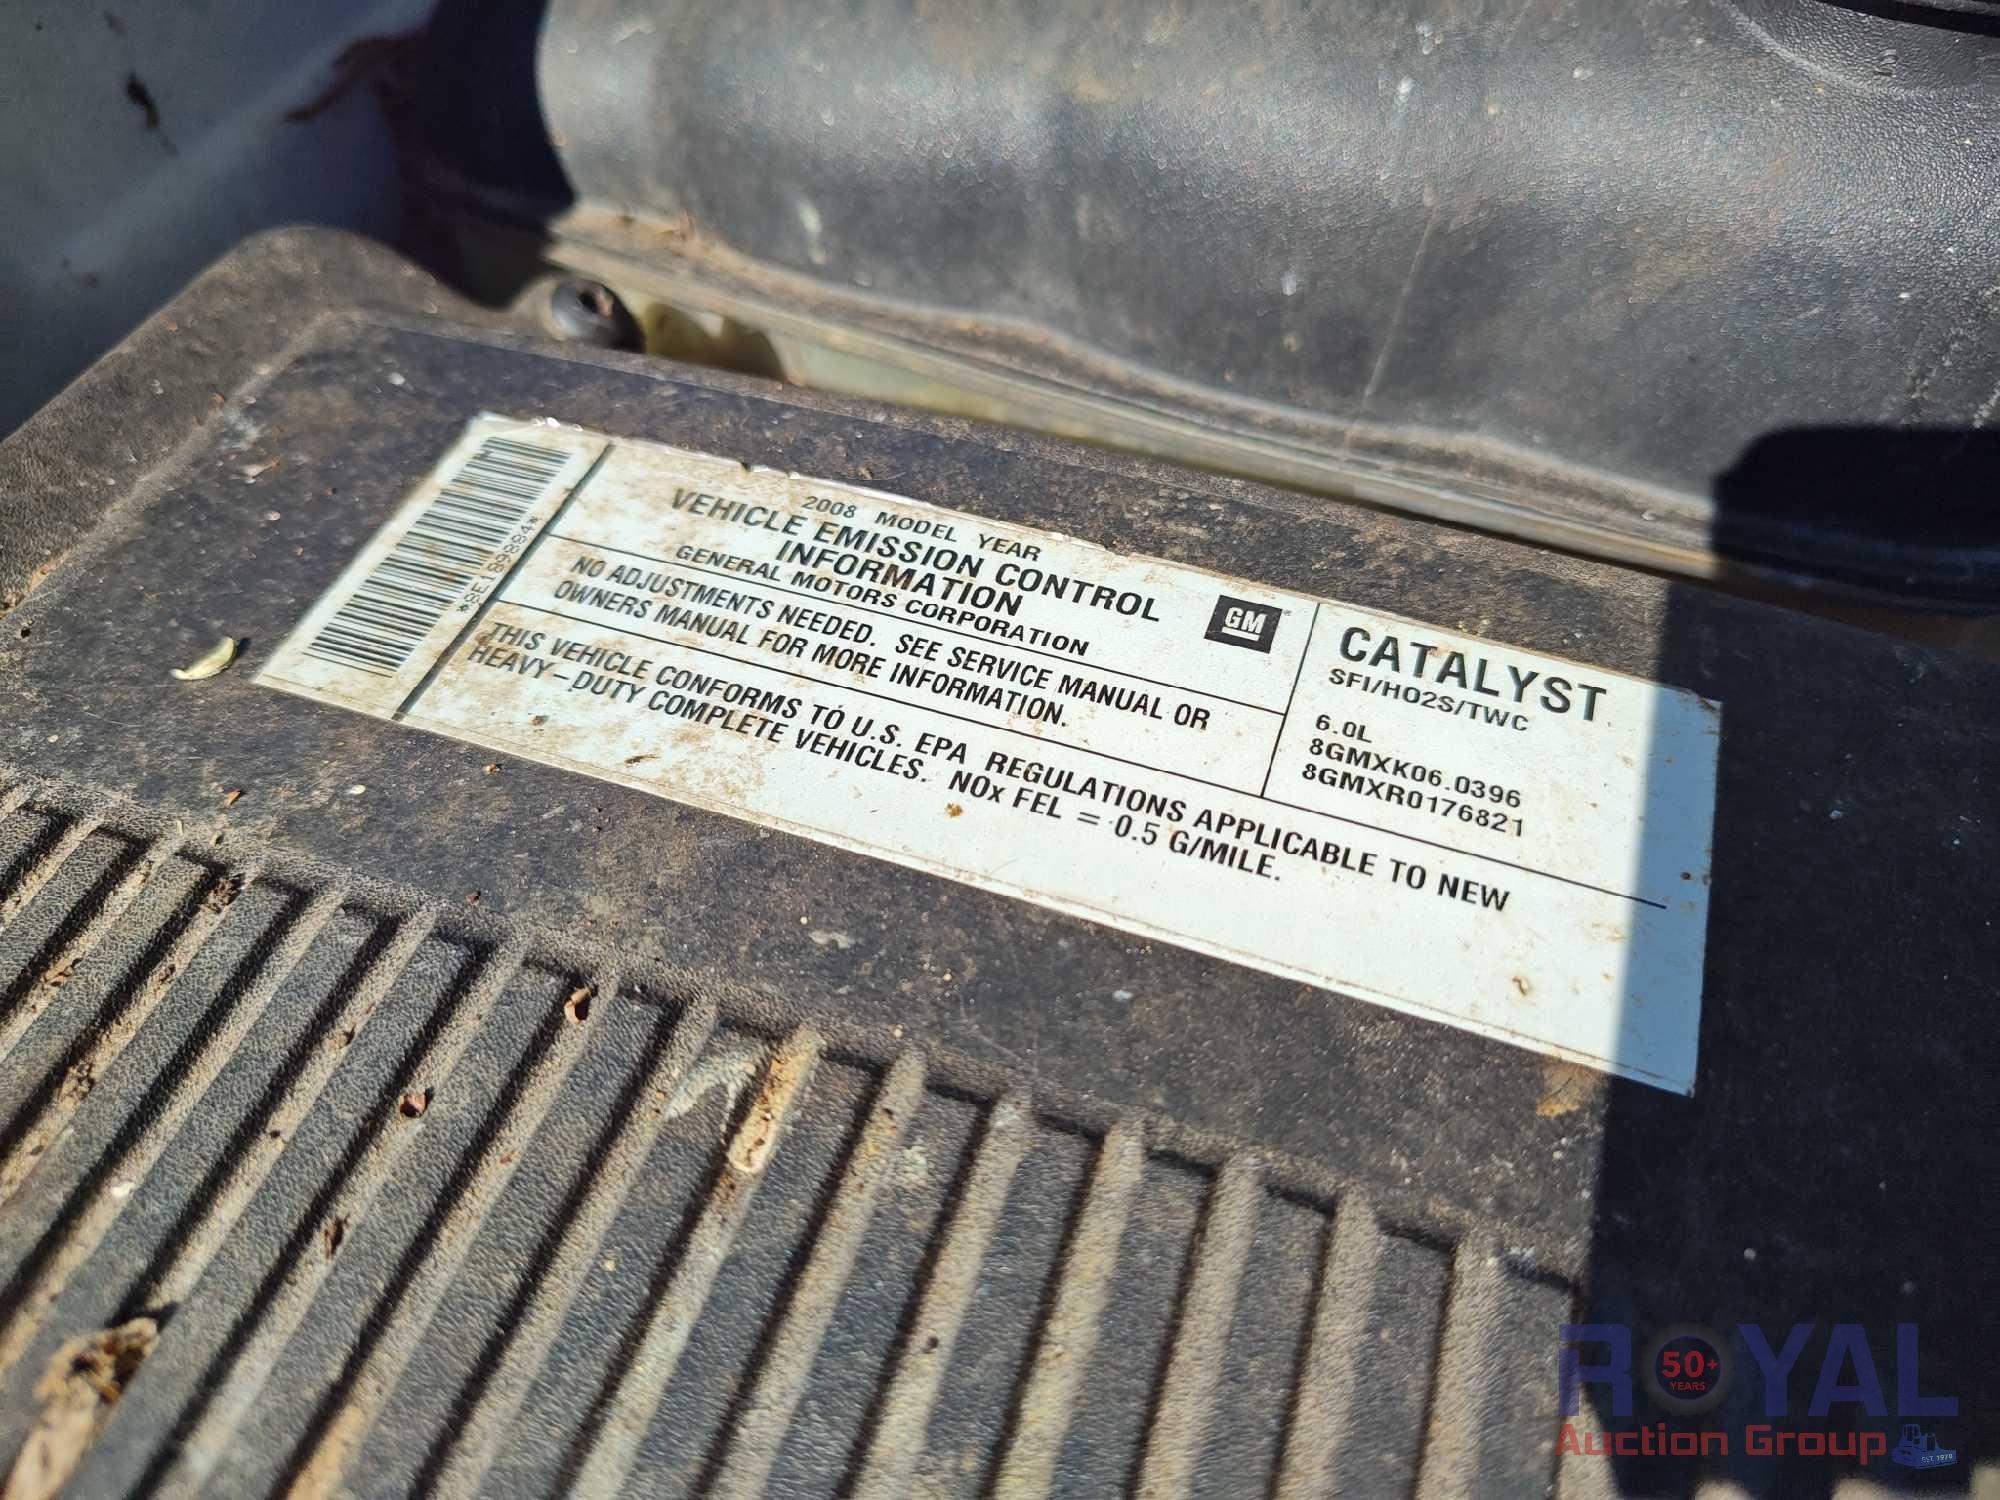 2008 MODEL YEAR
VEHICLE EMISSION CONTROL
INFORMATION
GENERAL MOTORS CORPORATION
GM
NO ADJUSTMENTS NEEDED. SEE SERVICE MANUAL OR
OWNERS MANUAL FOR MORE INFORMATION.
CATALYST
SFI/HO2S/TWC
6.0L
8GMXK06.0396
8GMXR0176821
THIS VEHICLE CONFORMS TO U.S. EPA REGULATIONS APPLICABLE TO NEW
HEAVY-DUTY COMPLETE VEHICLES. NOx FEL = 0.5 G/MILE.
ROYAL
50+
YEARS
Auction Group
EST. 1970